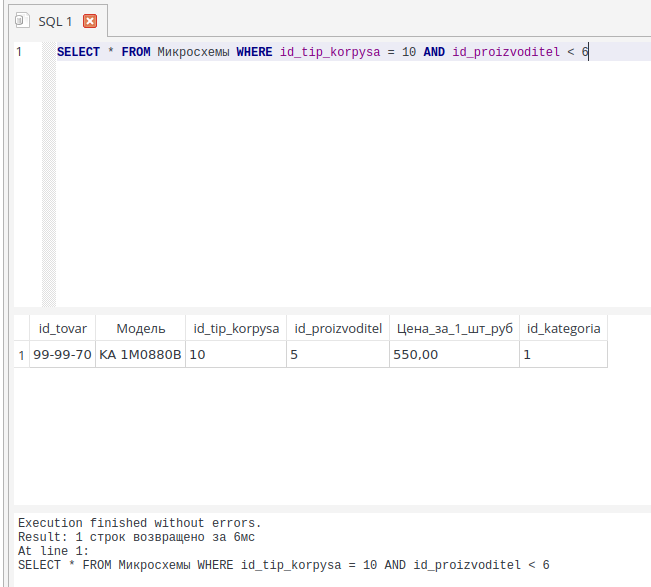 SQL 1
1 SELECT * FROM Микросхемы WHERE id_tip_korpysa = 10 AND id_proizvoditel < 6
id_tovar Модель id_tip_korpysa id_proizvoditel Цена_за_1_шт_руб id_kategoria
1 99-99-70 KA 1M0880B 10 5 550,00 1
Execution finished without errors.
Result: 1 строк возвращено за 6мс
At line 1:
SELECT * FROM Микросхемы WHERE id_tip_korpysa = 10 AND id_proizvoditel < 6